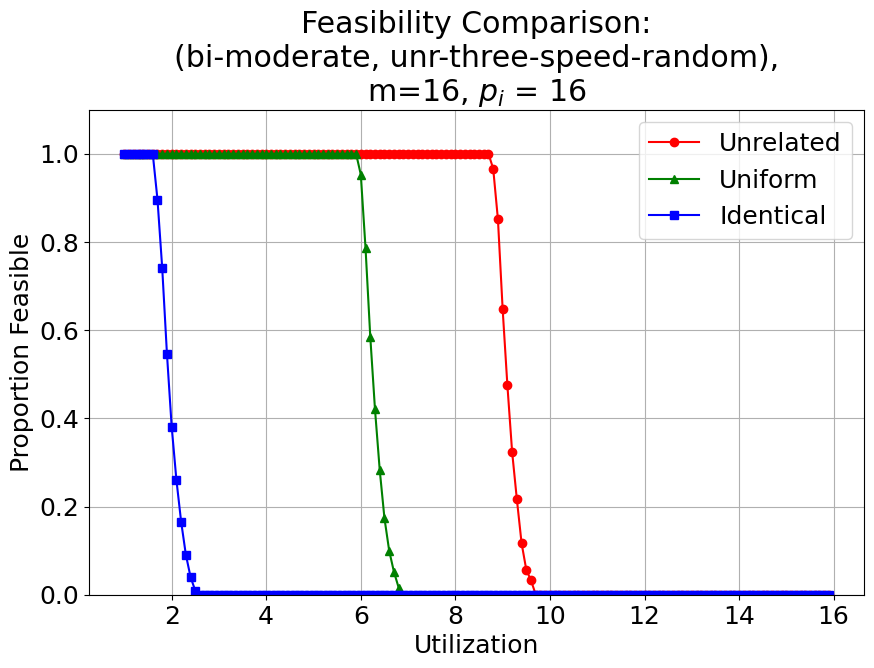 Feasibility Comparison:
(bi-moderate, unr-three-speed-random),
m=16, $p_i$ = 16
Unrelated
Uniform
Identical
Proportion Feasible
1.0
0.8
0.6
0.4
0.2
0.0
2 4 6 8 10 12 14 16
Utilization